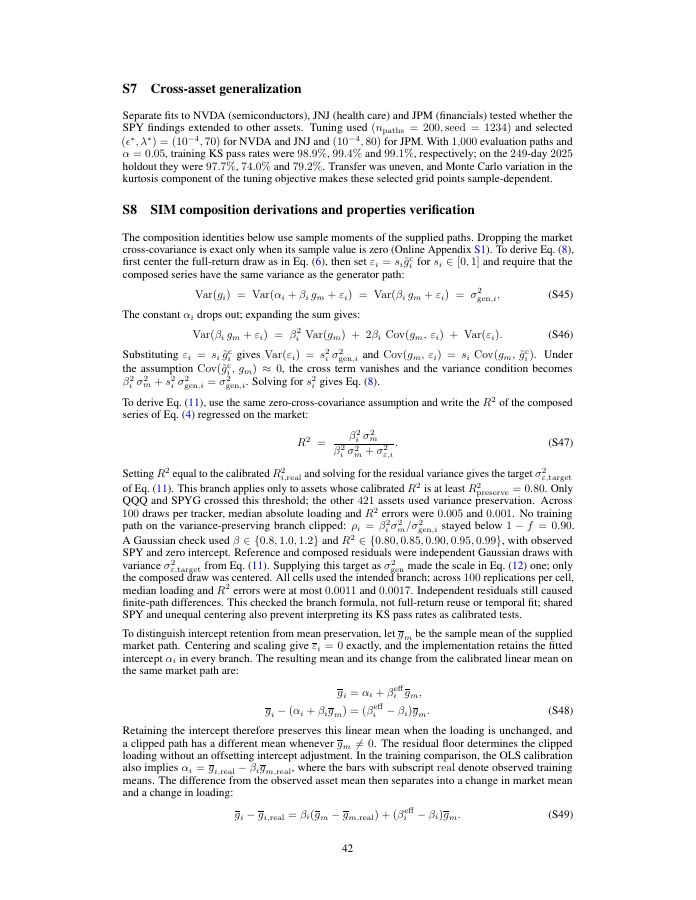 S7 Cross-asset generalization
Separate fits to NVDA (semiconductors), JNJ (health care) and JPM (financials) tested whether the
SPY findings extended to other assets. Tuning used (n_paths = 200, seed = 1234) and selected
(ϵ*, λ*) = (10⁻⁴, 70) for NVDA and JNJ and (10⁻⁴, 80) for JPM. With 1,000 evaluation paths and
α = 0.05, training KS pass rates were 98.9%, 99.4% and 99.1%, respectively; on the 249-day 2025
holdout they were 97.7%, 74.0% and 79.2%. Transfer was uneven, and Monte Carlo variation in the
kurtosis component of the tuning objective makes these selected grid points sample-dependent.
S8 SIM composition derivations and properties verification
The composition identities below use sample moments of the supplied paths. Dropping the market
cross-covariance is exact only when its sample value is zero (Online Appendix S1). To derive Eq. (8),
first center the full-return draw as in Eq. (6), then set ε_i = s_i g̃_i^c for s_i ∈ [0, 1] and require that the
composed series have the same variance as the generator path:
Var(g_i) = Var(α_i + β_i g_m + ε_i) = Var(β_i g_m + ε_i) = σ²_gen,i, (S45)
The constant α_i drops out; expanding the sum gives:
Var(β_i g_m + ε_i) = β_i² Var(g_m) + 2β_i Cov(g_m, ε_i) + Var(ε_i). (S46)
Substituting ε_i = s_i g̃_i^c gives Var(ε_i) = s_i² σ²_gen,i and Cov(g_m, ε_i) = s_i Cov(g_m, g̃_i^c). Under
the assumption Cov(g̃_i^c, g_m) ≈ 0, the cross term vanishes and the variance condition becomes
β_i² σ_m² + s_i² σ²_gen,i = σ²_gen,i. Solving for s_i² gives Eq. (8).
To derive Eq. (11), use the same zero-cross-covariance assumption and write the R² of the composed
series of Eq. (4) regressed on the market:
R² = β_i² σ_m² / (β_i² σ_m² + σ²_ε,i). (S47)
Setting R² equal to the calibrated R²_i,real and solving for the residual variance gives the target σ²_ε,target
of Eq. (11). This branch applies only to assets whose calibrated R² is at least R²_preserve = 0.80. Only
QQQ and SPYG crossed this threshold; the other 421 assets used variance preservation. Across
100 draws per tracker, median absolute loading and R² errors were 0.005 and 0.001. No training
path on the variance-preserving branch clipped: ρ_i = β_i²σ_m²/σ²_gen,i stayed below 1 − f = 0.90.
A Gaussian check used β ∈ {0.8, 1.0, 1.2} and R² ∈ {0.80, 0.85, 0.90, 0.95, 0.99}, with observed
SPY and zero intercept. Reference and composed residuals were independent Gaussian draws with
variance σ²_ε,target from Eq. (11). Supplying this target as σ²_gen made the scale in Eq. (12) one; only
the composed draw was centered. All cells used the intended branch; across 100 replications per cell,
median loading and R² errors were at most 0.0011 and 0.0017. Independent residuals still caused
finite-path differences. This checked the branch formula, not full-return reuse or temporal fit; shared
SPY and unequal centering also prevent interpreting its KS pass rates as calibrated tests.
To distinguish intercept retention from mean preservation, let g̅_m be the sample mean of the supplied
market path. Centering and scaling give ε̅_i = 0 exactly, and the implementation retains the fitted
intercept α_i in every branch. The resulting mean and its change from the calibrated linear mean on
the same market path are:
g̅_i = α_i + β_i^eff g̅_m,
g̅_i − (α_i + β_i g̅_m) = (β_i^eff − β_i)g̅_m. (S48)
Retaining the intercept therefore preserves this linear mean when the loading is unchanged, and
a clipped path has a different mean whenever g̅_m ≠ 0. The residual floor determines the clipped
loading without an offsetting intercept adjustment. In the training comparison, the OLS calibration
also implies α_i = g̅_i,real − β_i g̅_m,real, where the bars with subscript real denote observed training
means. The difference from the observed asset mean then separates into a change in market mean
and a change in loading:
g̅_i − g̅_i,real = β_i(g̅_m − g̅_m,real) + (β_i^eff − β_i)g̅_m. (S49)
42